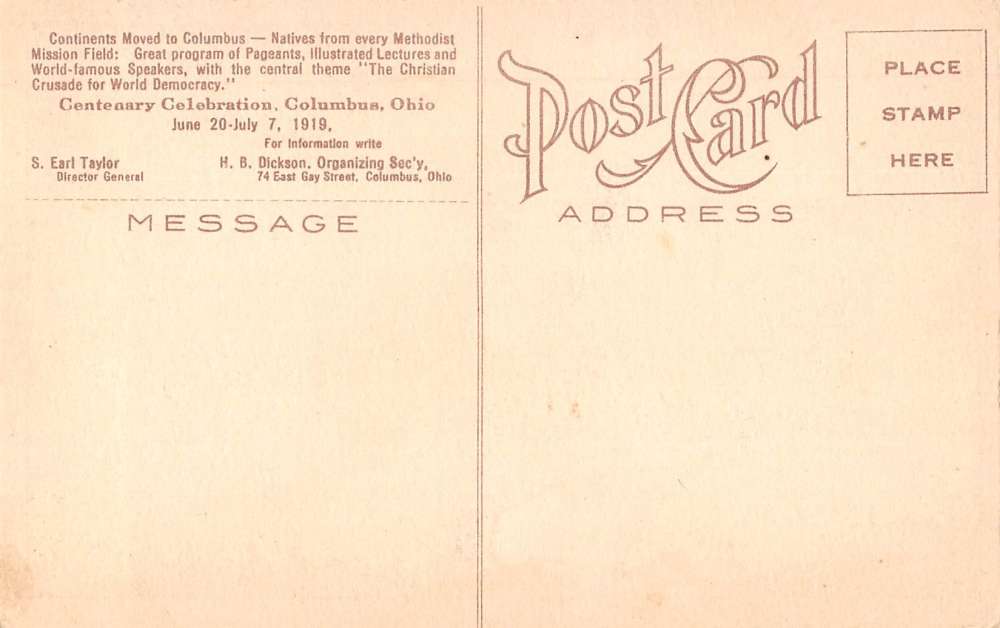 Continents Moved to Columbus — Natives from every Methodist
Mission Field: Great program of Pageants, Illustrated Lectures and
World-famous Speakers, with the central theme "The Christian
Crusade for World Democracy."
Centenary Celebration, Columbus, Ohio
June 20-July 7, 1919,
For Information write
S. Earl Taylor
Director General
H. B. Dickson, Organizing Sec'y,
74 East Gay Street, Columbus, Ohio
MESSAGE
Post Card
ADDRESS
PLACE
STAMP
HERE